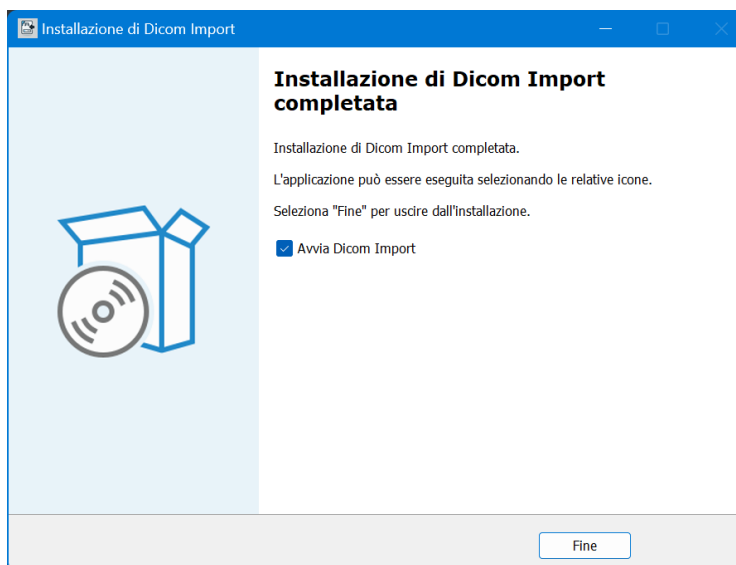 Installazione di Dicom Import
Installazione di Dicom Import
completata
Installazione di Dicom Import completata.
L'applicazione può essere eseguita selezionando le relative icone.
Seleziona "Fine" per uscire dall'installazione.
Avvia Dicom Import
Fine